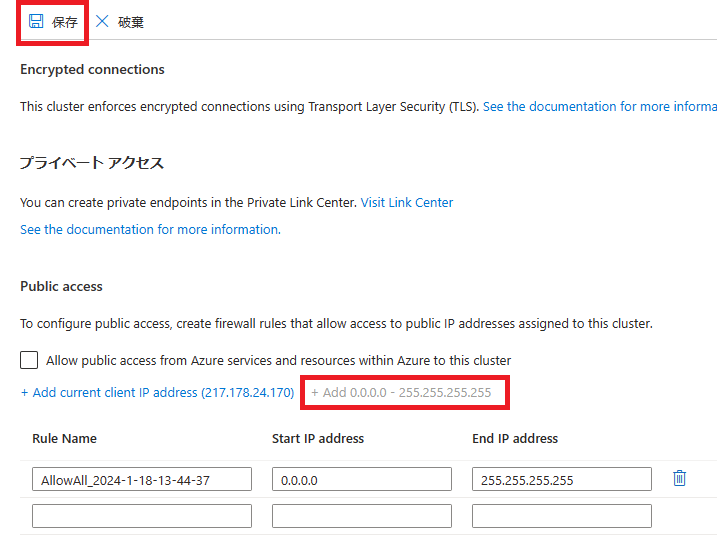 保存 破棄
Encrypted connections
This cluster enforces encrypted connections using Transport Layer Security (TLS). See the documentation for more informa
プライベート アクセス
You can create private endpoints in the Private Link Center. Visit Link Center
See the documentation for more information.
Public access
To configure public access, create firewall rules that allow access to public IP addresses assigned to this cluster.
Allow public access from Azure services and resources within Azure to this cluster
+ Add current client IP address (217.178.24.170) + Add 0.0.0.0 - 255.255.255.255
Rule Name Start IP address End IP address
AllowAll_2024-1-18-13-44-37 0.0.0.0 255.255.255.255